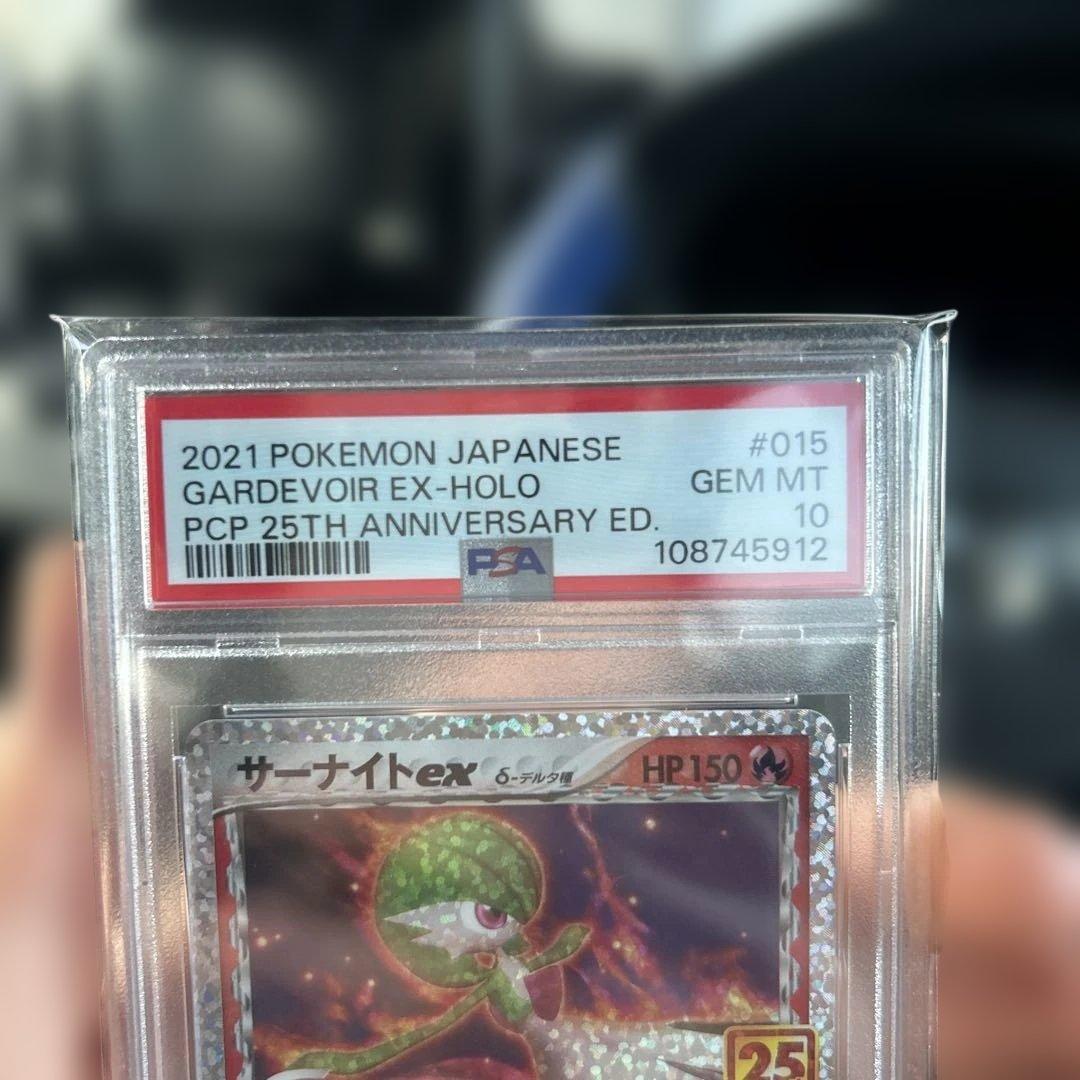 2021 POKEMON JAPANESE #015
GARDEVOIR EX-HOLO GEM MT
PCP 25TH ANNIVERSARY ED. 10
PSA 108745912
サーナイトex δ-デルタ種 HP150
25